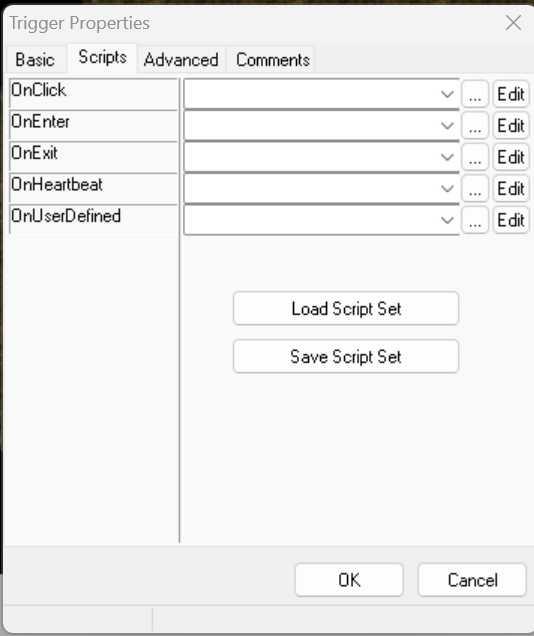 Trigger Properties
Basic Scripts Advanced Comments
OnClick ... Edit
OnEnter ... Edit
OnExit ... Edit
OnHeartbeat ... Edit
OnUserDefined ... Edit
Load Script Set
Save Script Set
OK Cancel